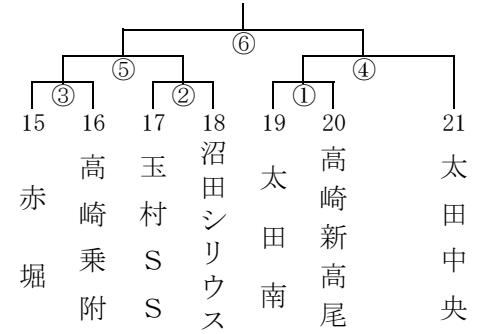 ⑥
⑤ ④
③ ② ①
15 16 17 18 19 20 21
赤堀
高崎乗附
玉村SS
沼田シリウス
太田南
高崎新高尾
太田中央